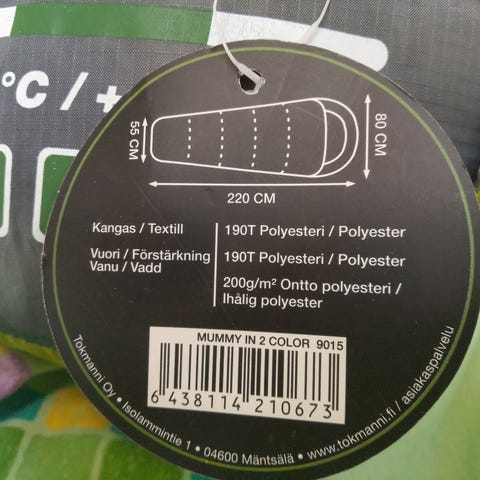 °C / +
55 CM
80 CM
220 CM
Kangas / Textill
190T Polyesteri / Polyester
Vuori / Förstärkning
190T Polyesteri / Polyester
Vanu / Vadd
200g/m² Ontto polyesteri /
Ihålig polyester
MUMMY IN 2 COLOR 9015
6 438114 210673
Tokmanni Oy • Isolammintie 1 • 04600 Mäntsälä • www.tokmanni.fi / asiakaspalvelu